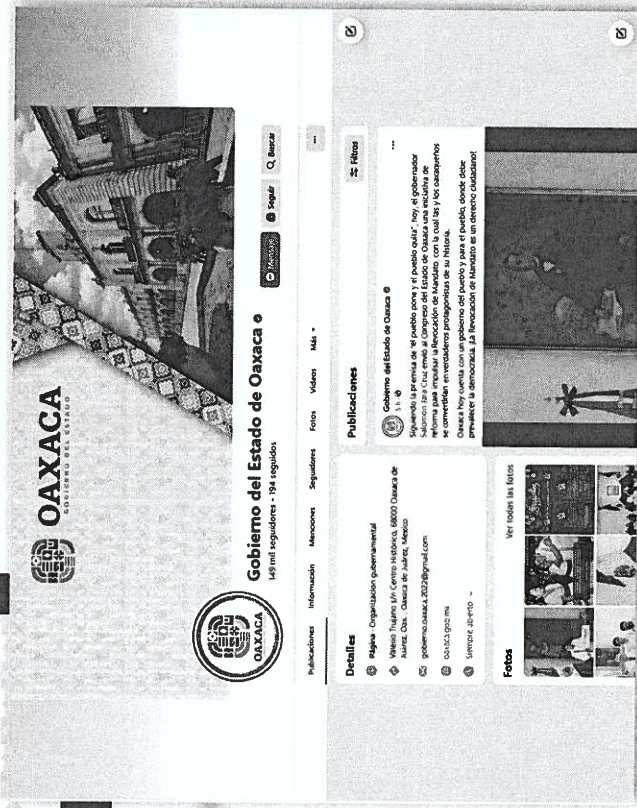 OAXACA
GOBIERNO DEL ESTADO
OAXACA
Gobierno del Estado de Oaxaca
149 mil seguidores • 194 seguidos
Mensaje
Seguir
Buscar
Publicaciones
Información
Menciones
Seguidores
Fotos
Videos
Más
...
Detalles
Página · Organización gubernamental
Valerio Trujano s/n Centro Histórico, 68000 Oaxaca de
Juárez, Oax., Oaxaca de Juárez, Mexico
gobierno.oaxaca.2022@gmail.com
oaxaca.gob.mx
Siempre abierto
Fotos
Ver todas las fotos
Publicaciones
Filtros
Gobierno del Estado de Oaxaca
5 h
...
Siguiendo la premisa de "el pueblo pone y el pueblo quita", hoy, el gobernador
Salomón Jara Cruz envió al Congreso del Estado de Oaxaca una iniciativa de
reforma para impulsar la Revocación de Mandato, con la cual las y los oaxaqueños
se convertirían en verdaderos protagonistas de su historia.
Oaxaca hoy cuenta con un gobierno del pueblo y para el pueblo, donde debe
prevalecer la democracia. ¡La Revocación de Mandato es un derecho ciudadano!